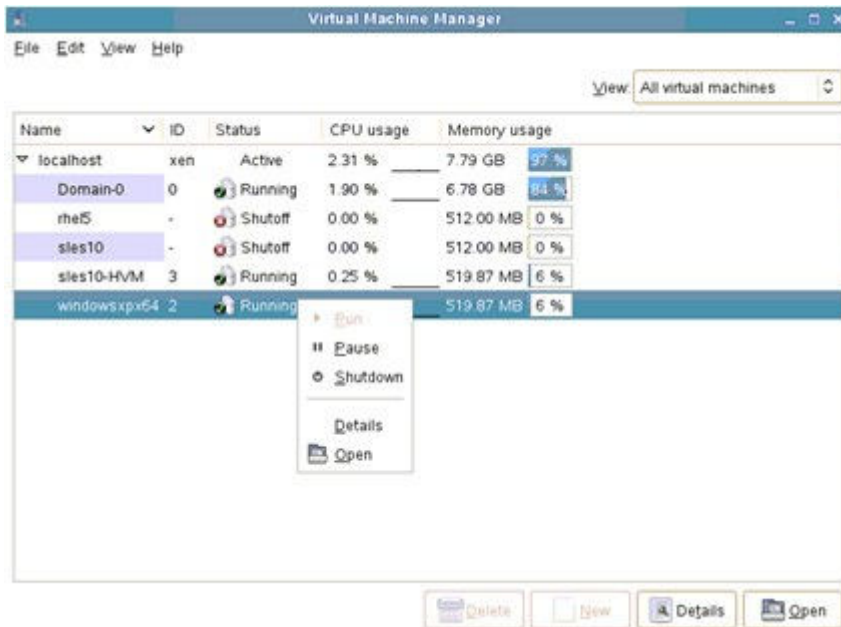 Virtual Machine Manager
File Edit View Help
View: All virtual machines
Name ID Status CPU usage Memory usage
localhost xen Active 2.31 % 7.79 GB 97 %
Domain-0 0 Running 1.90 % 6.78 GB 84 %
rhel5 - Shutoff 0.00 % 512.00 MB 0 %
sles10 - Shutoff 0.00 % 512.00 MB 0 %
sles10-HVM 3 Running 0.25 % 519.87 MB 6 %
windowsxpx64 2 Running 519.87 MB 6 %
Run
Pause
Shutdown
Details
Open
Delete New Details Open